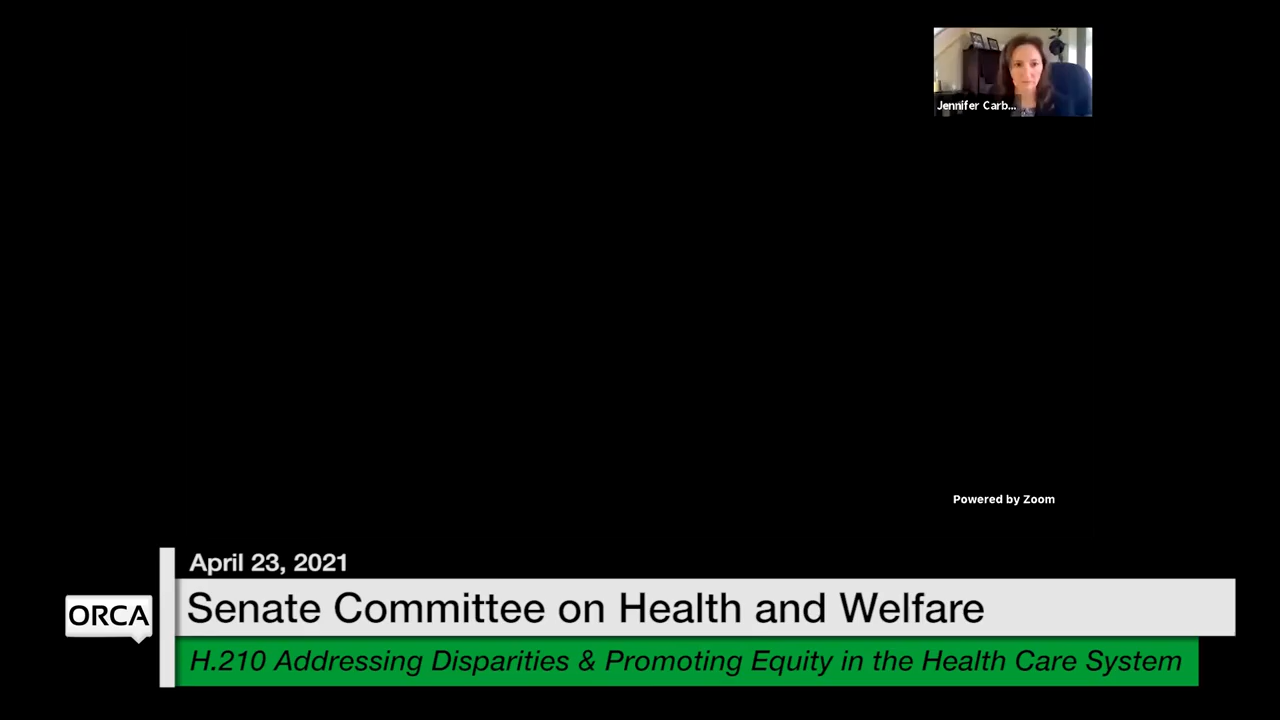 Jennifer Carb...
Powered by Zoom
April 23, 2021
Senate Committee on Health and Welfare
ORCA
H.210 Addressing Disparities & Promoting Equity in the Health Care System